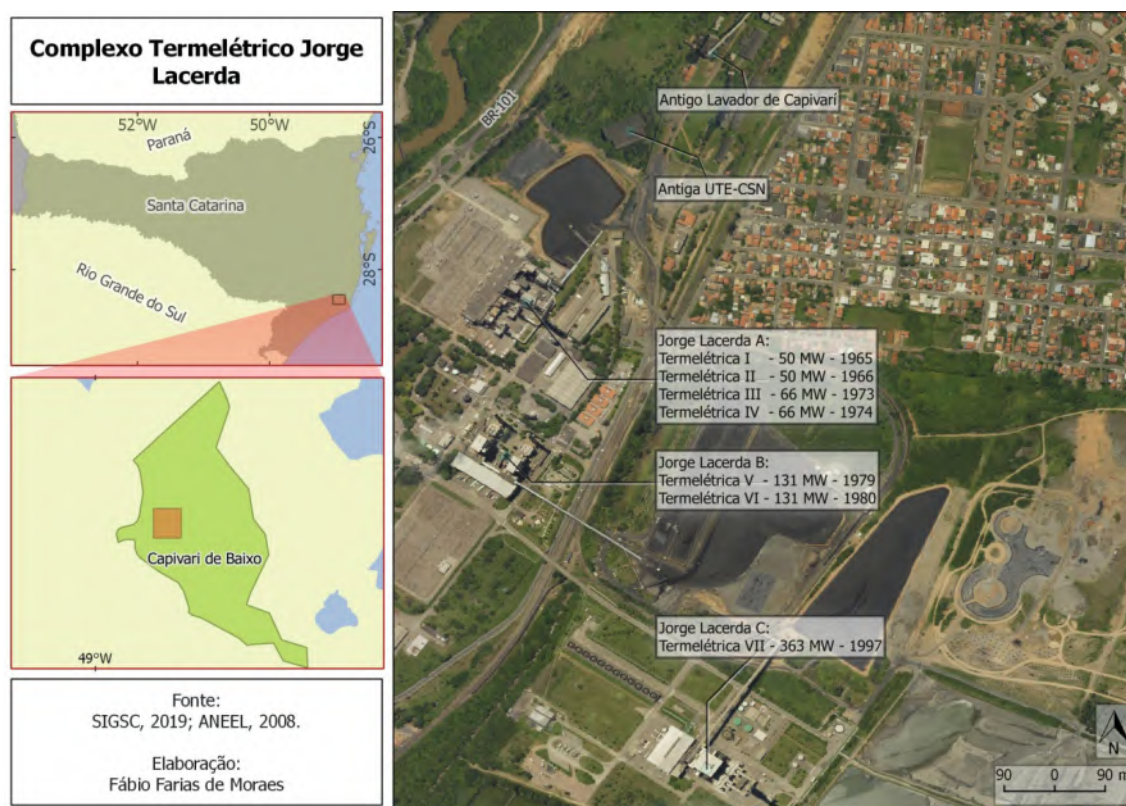 Complexo Termelétrico Jorge
Lacerda
52°W
50°W
26°S
Paraná
Santa Catarina
28°S
Rio Grande do Sul
Capivari de Baixo
49°W
Fonte:
SIGSC, 2019; ANEEL, 2008.
Elaboração:
Fábio Farias de Moraes
BR-101
Antigo Lavador de Capivarí
Antiga UTE-CSN
Jorge Lacerda A:
Termelétrica I - 50 MW - 1965
Termelétrica II - 50 MW - 1966
Termelétrica III - 66 MW - 1973
Termelétrica IV - 66 MW - 1974
Jorge Lacerda B:
Termelétrica V - 131 MW - 1979
Termelétrica VI - 131 MW - 1980
Jorge Lacerda C:
Termelétrica VII - 363 MW - 1997
N
90 0 90 m